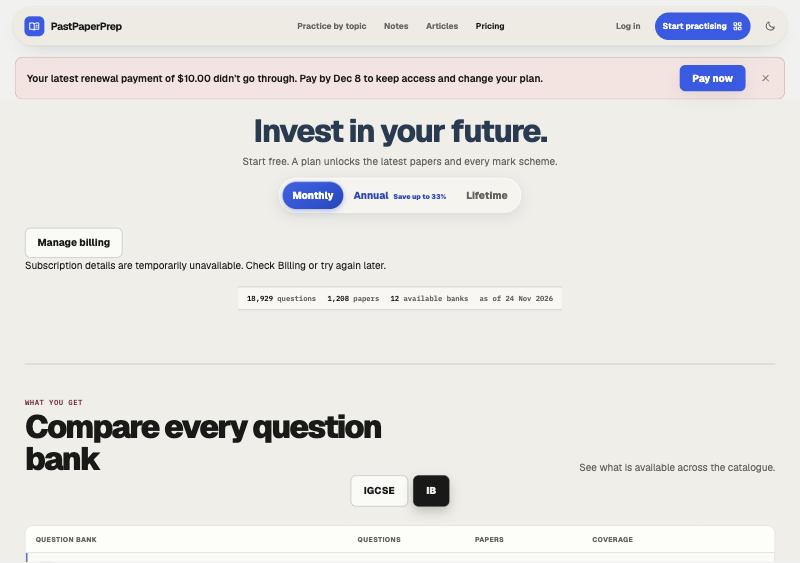 PastPaperPrep
Practice by topic Notes Articles Pricing
Log in Start practising
Your latest renewal payment of $10.00 didn't go through. Pay by Dec 8 to keep access and change your plan.
Pay now ×
Invest in your future.
Start free. A plan unlocks the latest papers and every mark scheme.
Monthly Annual Save up to 33% Lifetime
Manage billing
Subscription details are temporarily unavailable. Check Billing or try again later.
18,929 questions 1,208 papers 12 available banks as of 24 Nov 2026
WHAT YOU GET
Compare every question
bank
See what is available across the catalogue.
IGCSE IB
QUESTION BANK QUESTIONS PAPERS COVERAGE